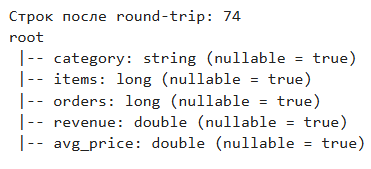 Строк после round-trip: 74
root
 |-- category: string (nullable = true)
 |-- items: long (nullable = true)
 |-- orders: long (nullable = true)
 |-- revenue: double (nullable = true)
 |-- avg_price: double (nullable = true)